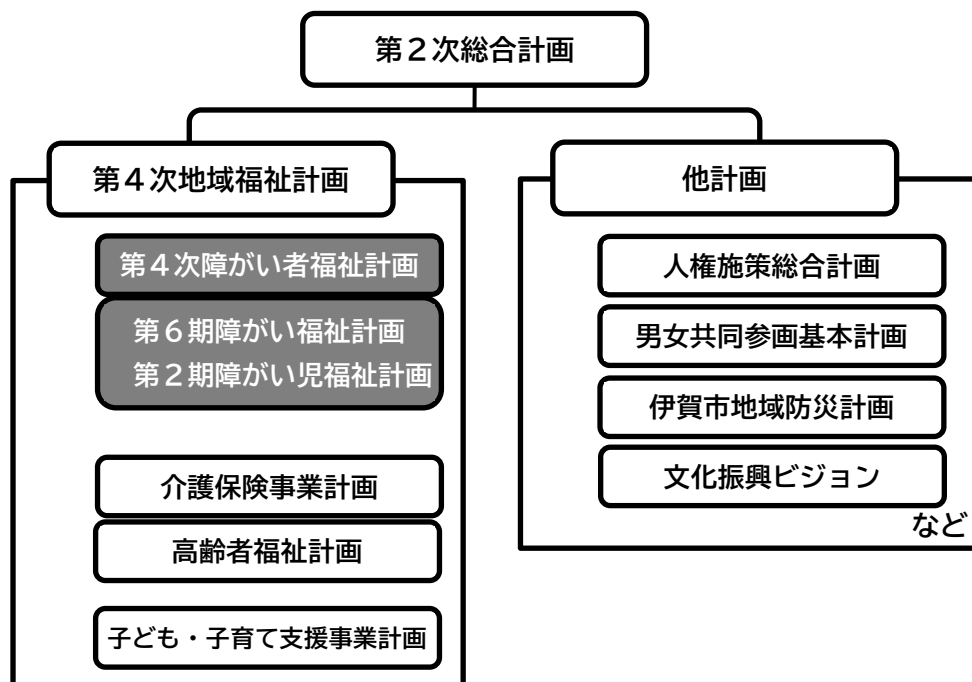 第２次総合計画
第４次地域福祉計画
第４次障がい者福祉計画
第６期障がい福祉計画
第２期障がい児福祉計画
介護保険事業計画
高齢者福祉計画
子ども・子育て支援事業計画
他計画
人権施策総合計画
男女共同参画基本計画
伊賀市地域防災計画
文化振興ビジョン
など